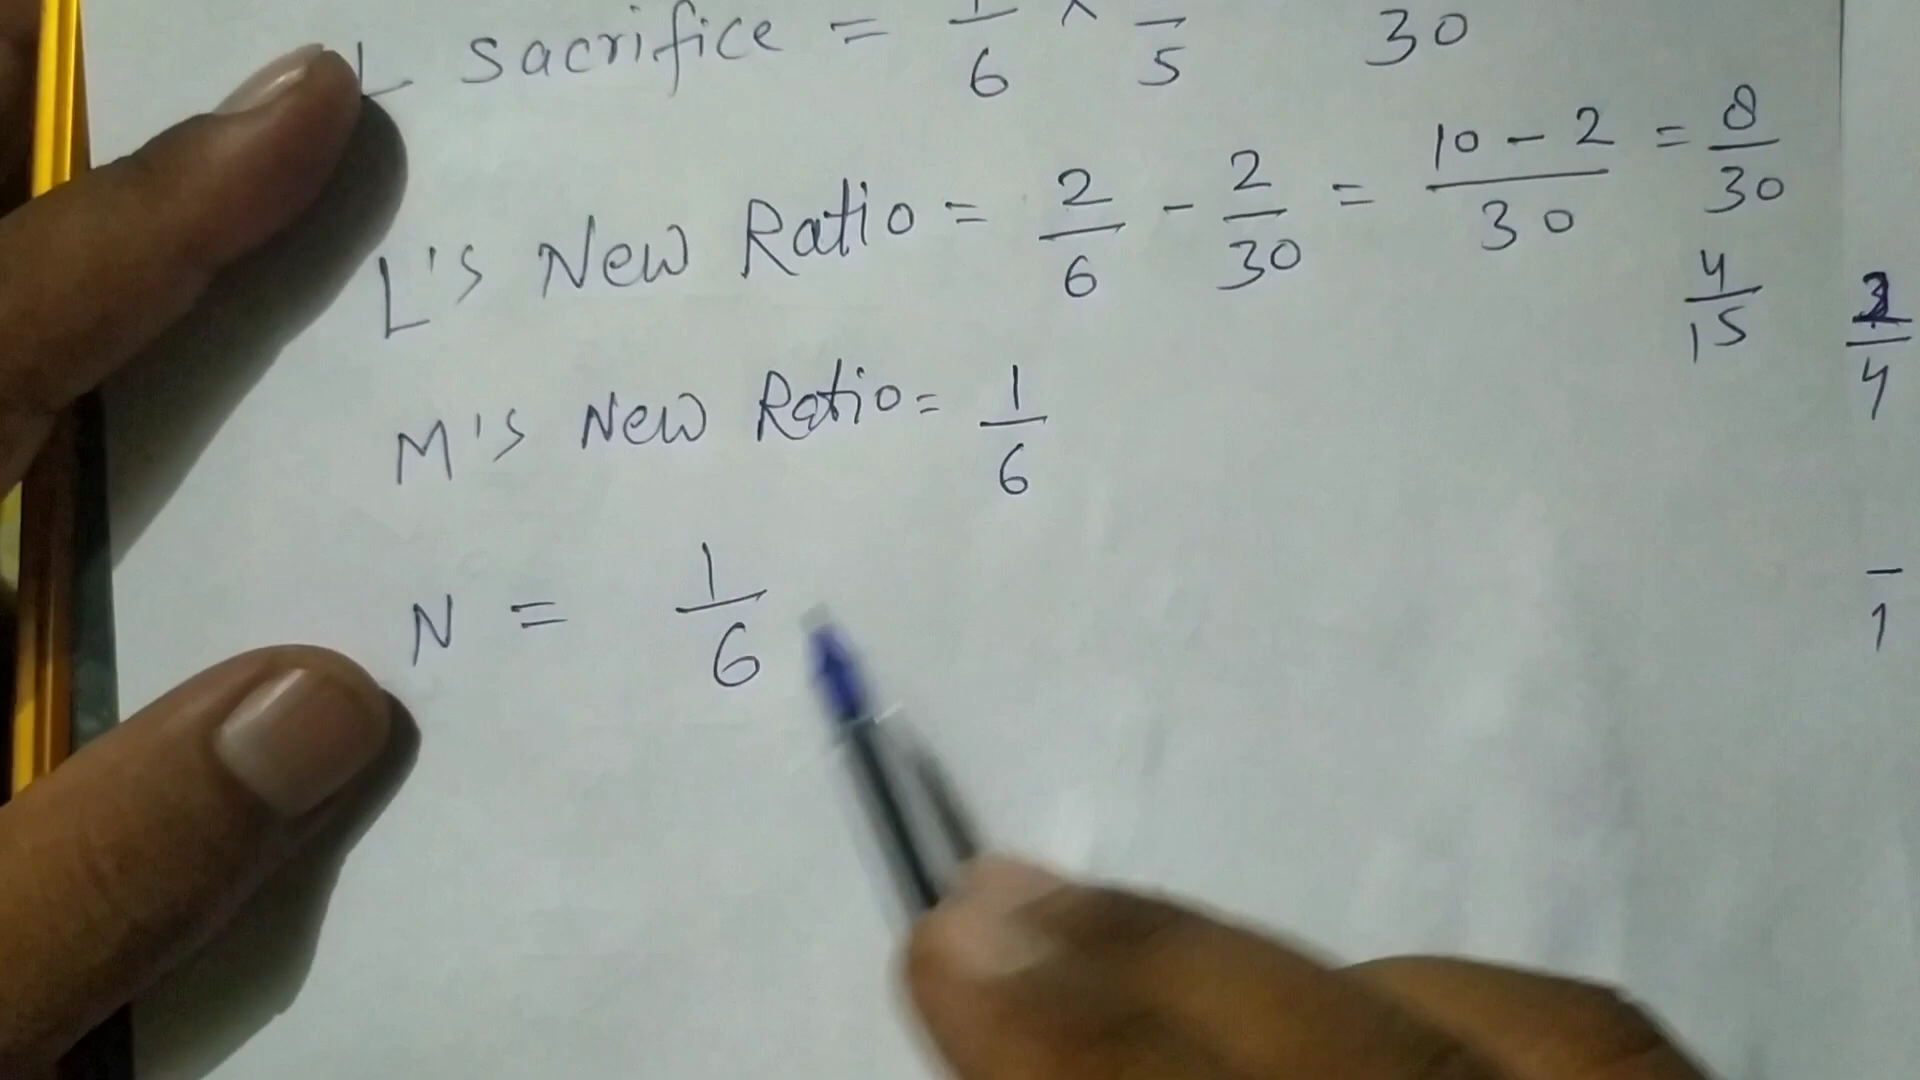 L sacrifice = 1/6 × /5 30
L's New Ratio = 2/6 - 2/30 = 10 - 2/30 = 8/30
4/15
M's New Ratio = 1/6
N = 1/6